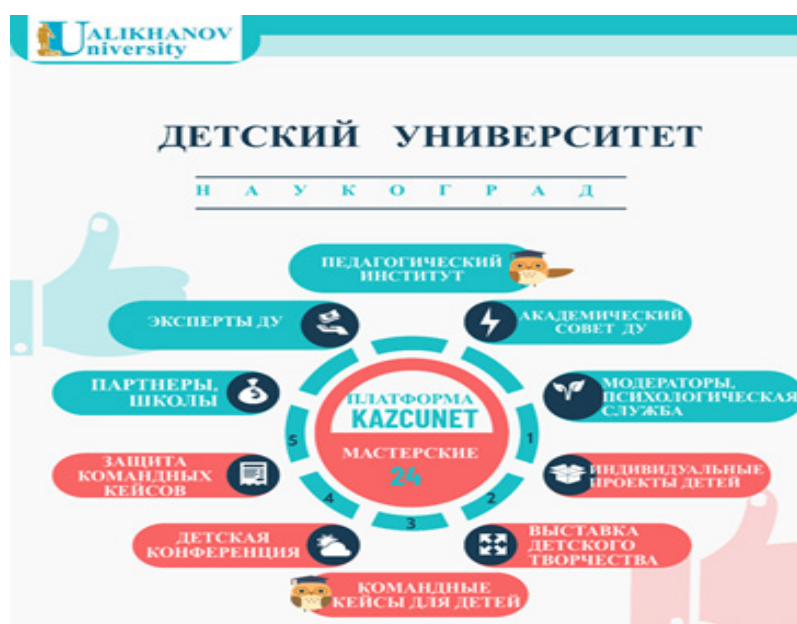 UALIKHANOV
University
ДЕТСКИЙ УНИВЕРСИТЕТ
НАУКОГРАД
ПЕДАГОГИЧЕСКИЙ
ИНСТИТУТ
ЭКСПЕРТЫ ДУ
АКАДЕМИЧЕСКИЙ
СОВЕТ ДУ
ПАРТНЕРЫ,
ШКОЛЫ
МОДЕРАТОРЫ,
ПСИХОЛОГИЧЕСКАЯ
СЛУЖБА
ПЛАТФОРМА
KAZCUNET
МАСТЕРСКИЕ
24
5
1
4
2
3
ЗАЩИТА
КОМАНДНЫХ
КЕЙСОВ
ИНДИВИДУАЛЬНЫЕ
ПРОЕКТЫ ДЕТЕЙ
ДЕТСКАЯ
КОНФЕРЕНЦИЯ
ВЫСТАВКА
ДЕТСКОГО
ТВОРЧЕСТВА
КОМАНДНЫЕ
КЕЙСЫ ДЛЯ ДЕТЕЙ